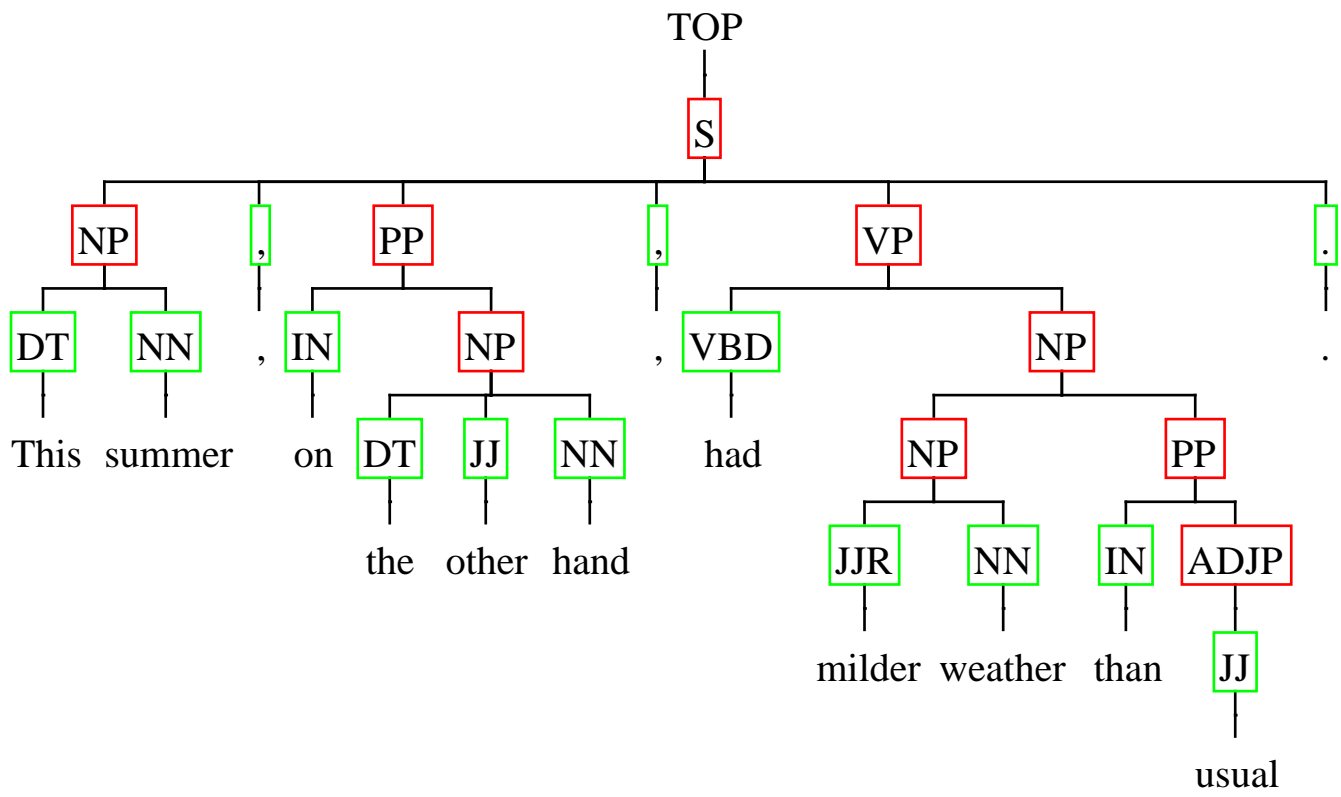 TOP
S
NP , PP , VP .
DT NN , IN NP , VBD NP .
This summer on DT JJ NN had NP PP
the other hand JJR NN IN ADJP
milder weather than JJ
usual